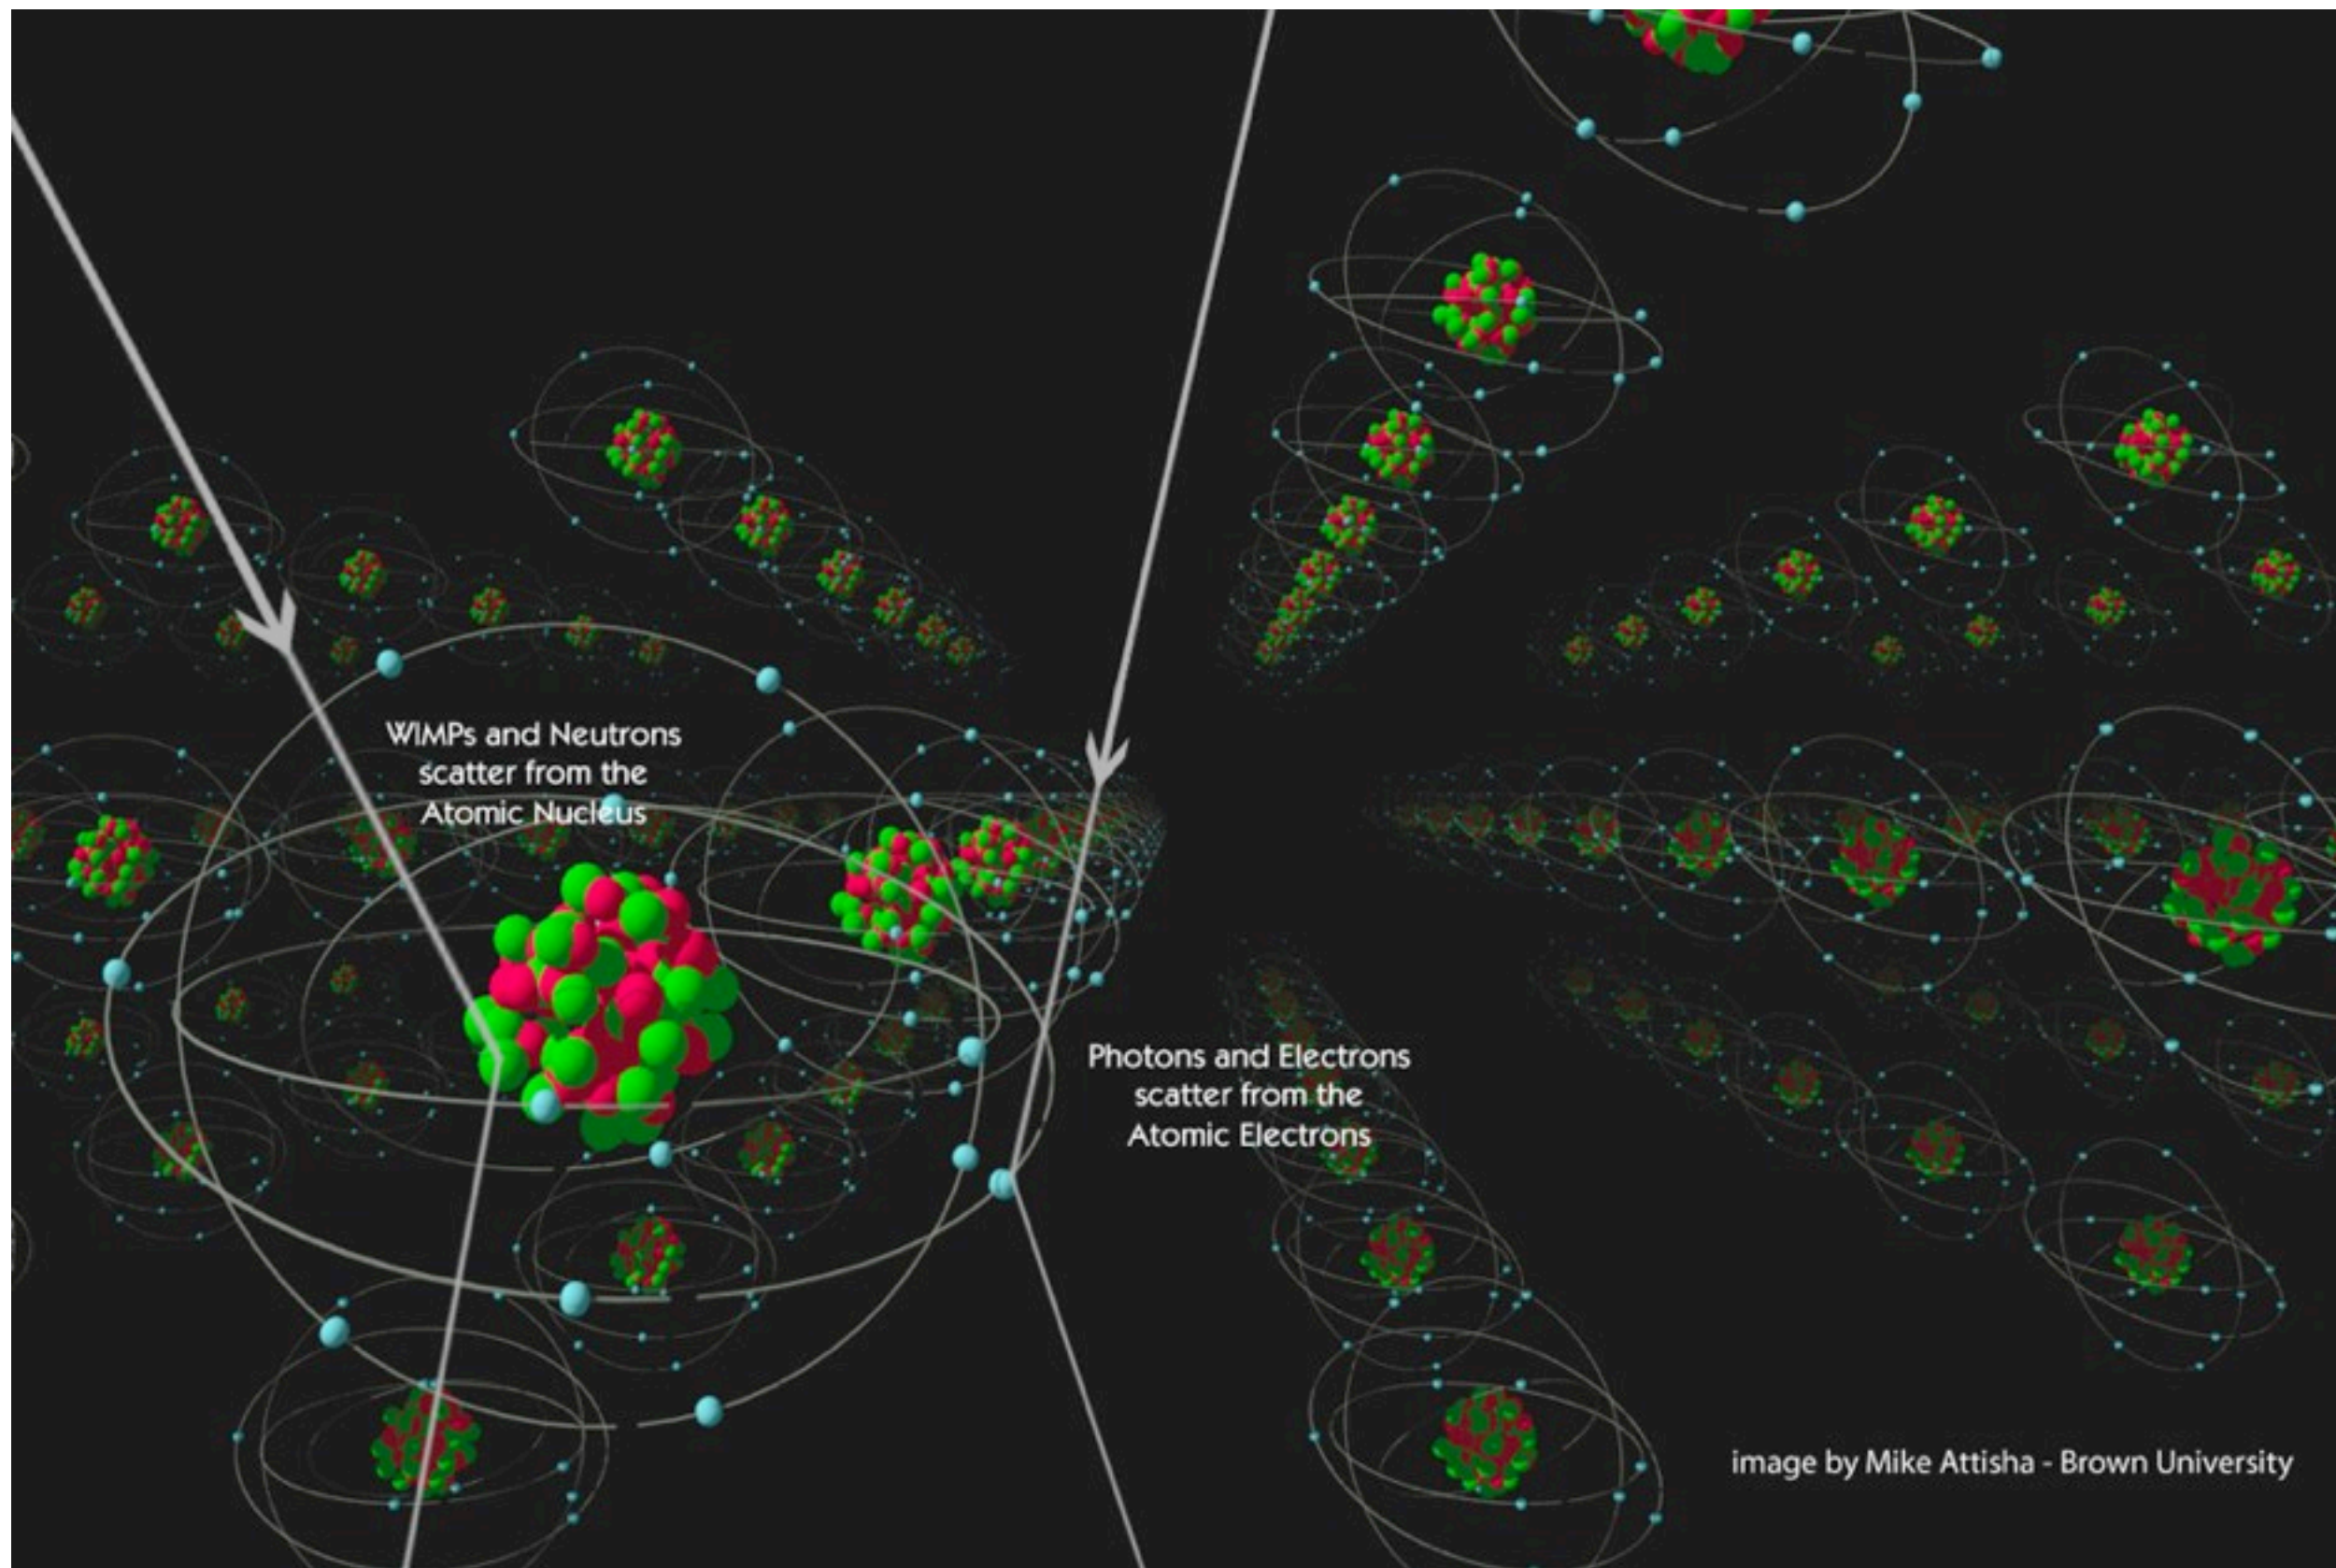 WIMPs and Neutrons
scatter from the
Atomic Nucleus
Photons and Electrons
scatter from the
Atomic Electrons
image by Mike Attisha - Brown University